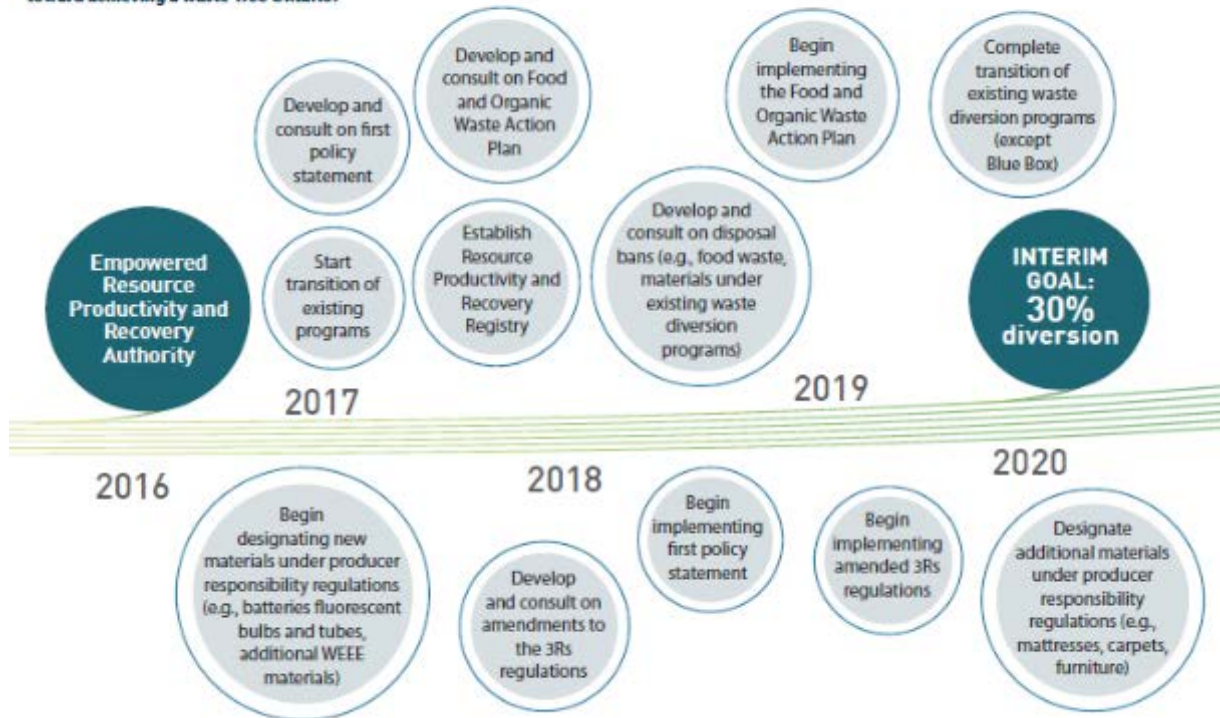 Develop and
consult on first
policy
statement
Develop and
consult on Food
and Organic
Waste Action
Plan
Begin
implementing
the Food and
Organic Waste
Action Plan
Complete
transition of
existing waste
diversion programs
(except
Blue Box)
Empowered
Resource
Productivity and
Recovery
Authority
Start
transition of
existing
programs
Establish
Resource
Productivity and
Recovery
Registry
Develop and
consult on disposal
bans (e.g., food waste,
materials under
existing waste
diversion
programs)
INTERIM
GOAL:
30%
diversion
2017
2019
2016
2018
2020
Begin
designating new
materials under producer
responsibility regulations
(e.g., batteries fluorescent
bulbs and tubes,
additional WEEE
materials)
Develop
and consult on
amendments to
the 3Rs
regulations
Begin
implementing
first policy
statement
Begin
implementing
amended 3Rs
regulations
Designate
additional materials
under producer
responsibility
regulations (e.g.,
mattresses, carpets,
furniture)